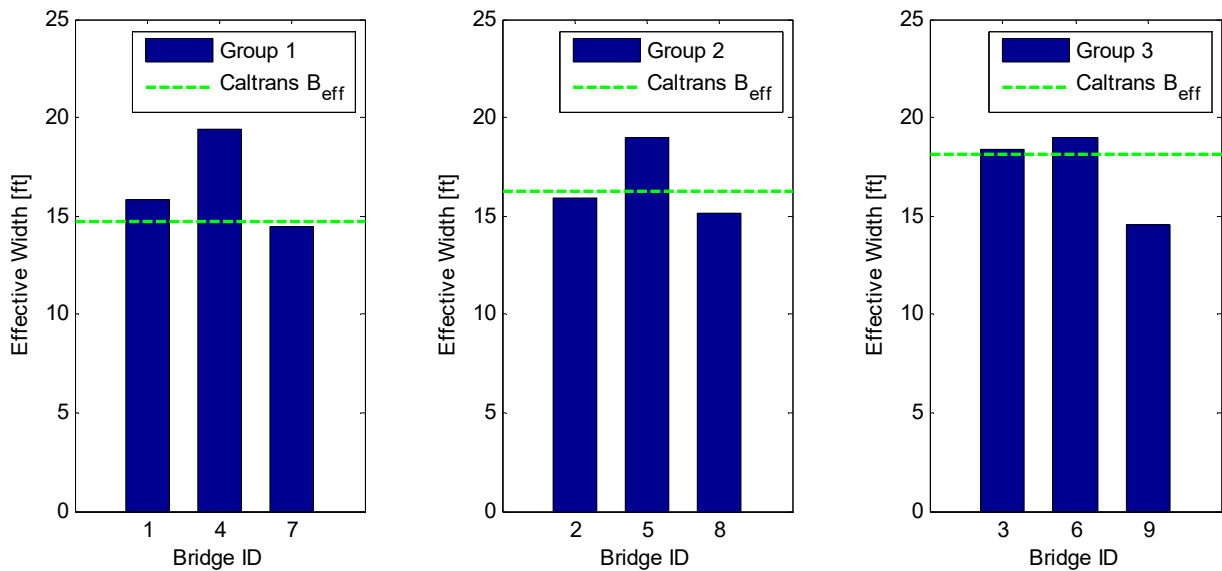 25
20
15
10
5
0
Effective Width [ft]
Group 1
Caltrans B_eff
1 4 7
Bridge ID
25
20
15
10
5
0
Effective Width [ft]
Group 2
Caltrans B_eff
2 5 8
Bridge ID
25
20
15
10
5
0
Effective Width [ft]
Group 3
Caltrans B_eff
3 6 9
Bridge ID